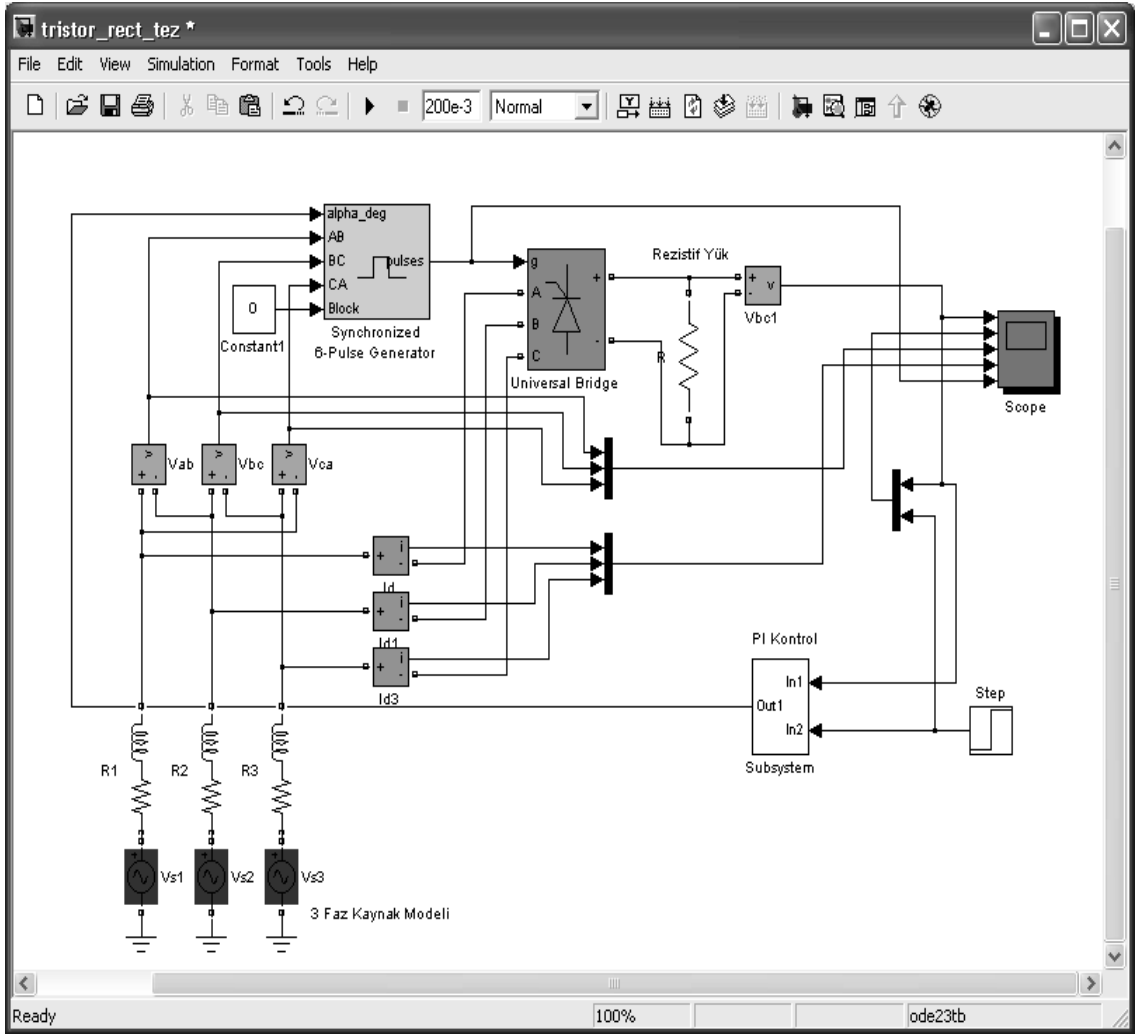 tristor_rect_tez *
File Edit View Simulation Format Tools Help
200e-3 Normal
alpha_deg
AB
BC
CA
Block
pulses
Synchronized
6-Pulse Generator
0
Constant1
g
A
B
C
+
-
Universal Bridge
Rezistif Yük
R
+
-
v
Vbc1
Scope
v
+ -
Vab
v
+ -
Vbc
v
+ -
Vca
+
i
-
Id
+
i
-
Id1
+
i
-
Id3
PI Kontrol
In1
Out1
In2
Subsystem
Step
R1
R2
R3
Vs1
Vs2
Vs3
3 Faz Kaynak Modeli
Ready 100% ode23tb